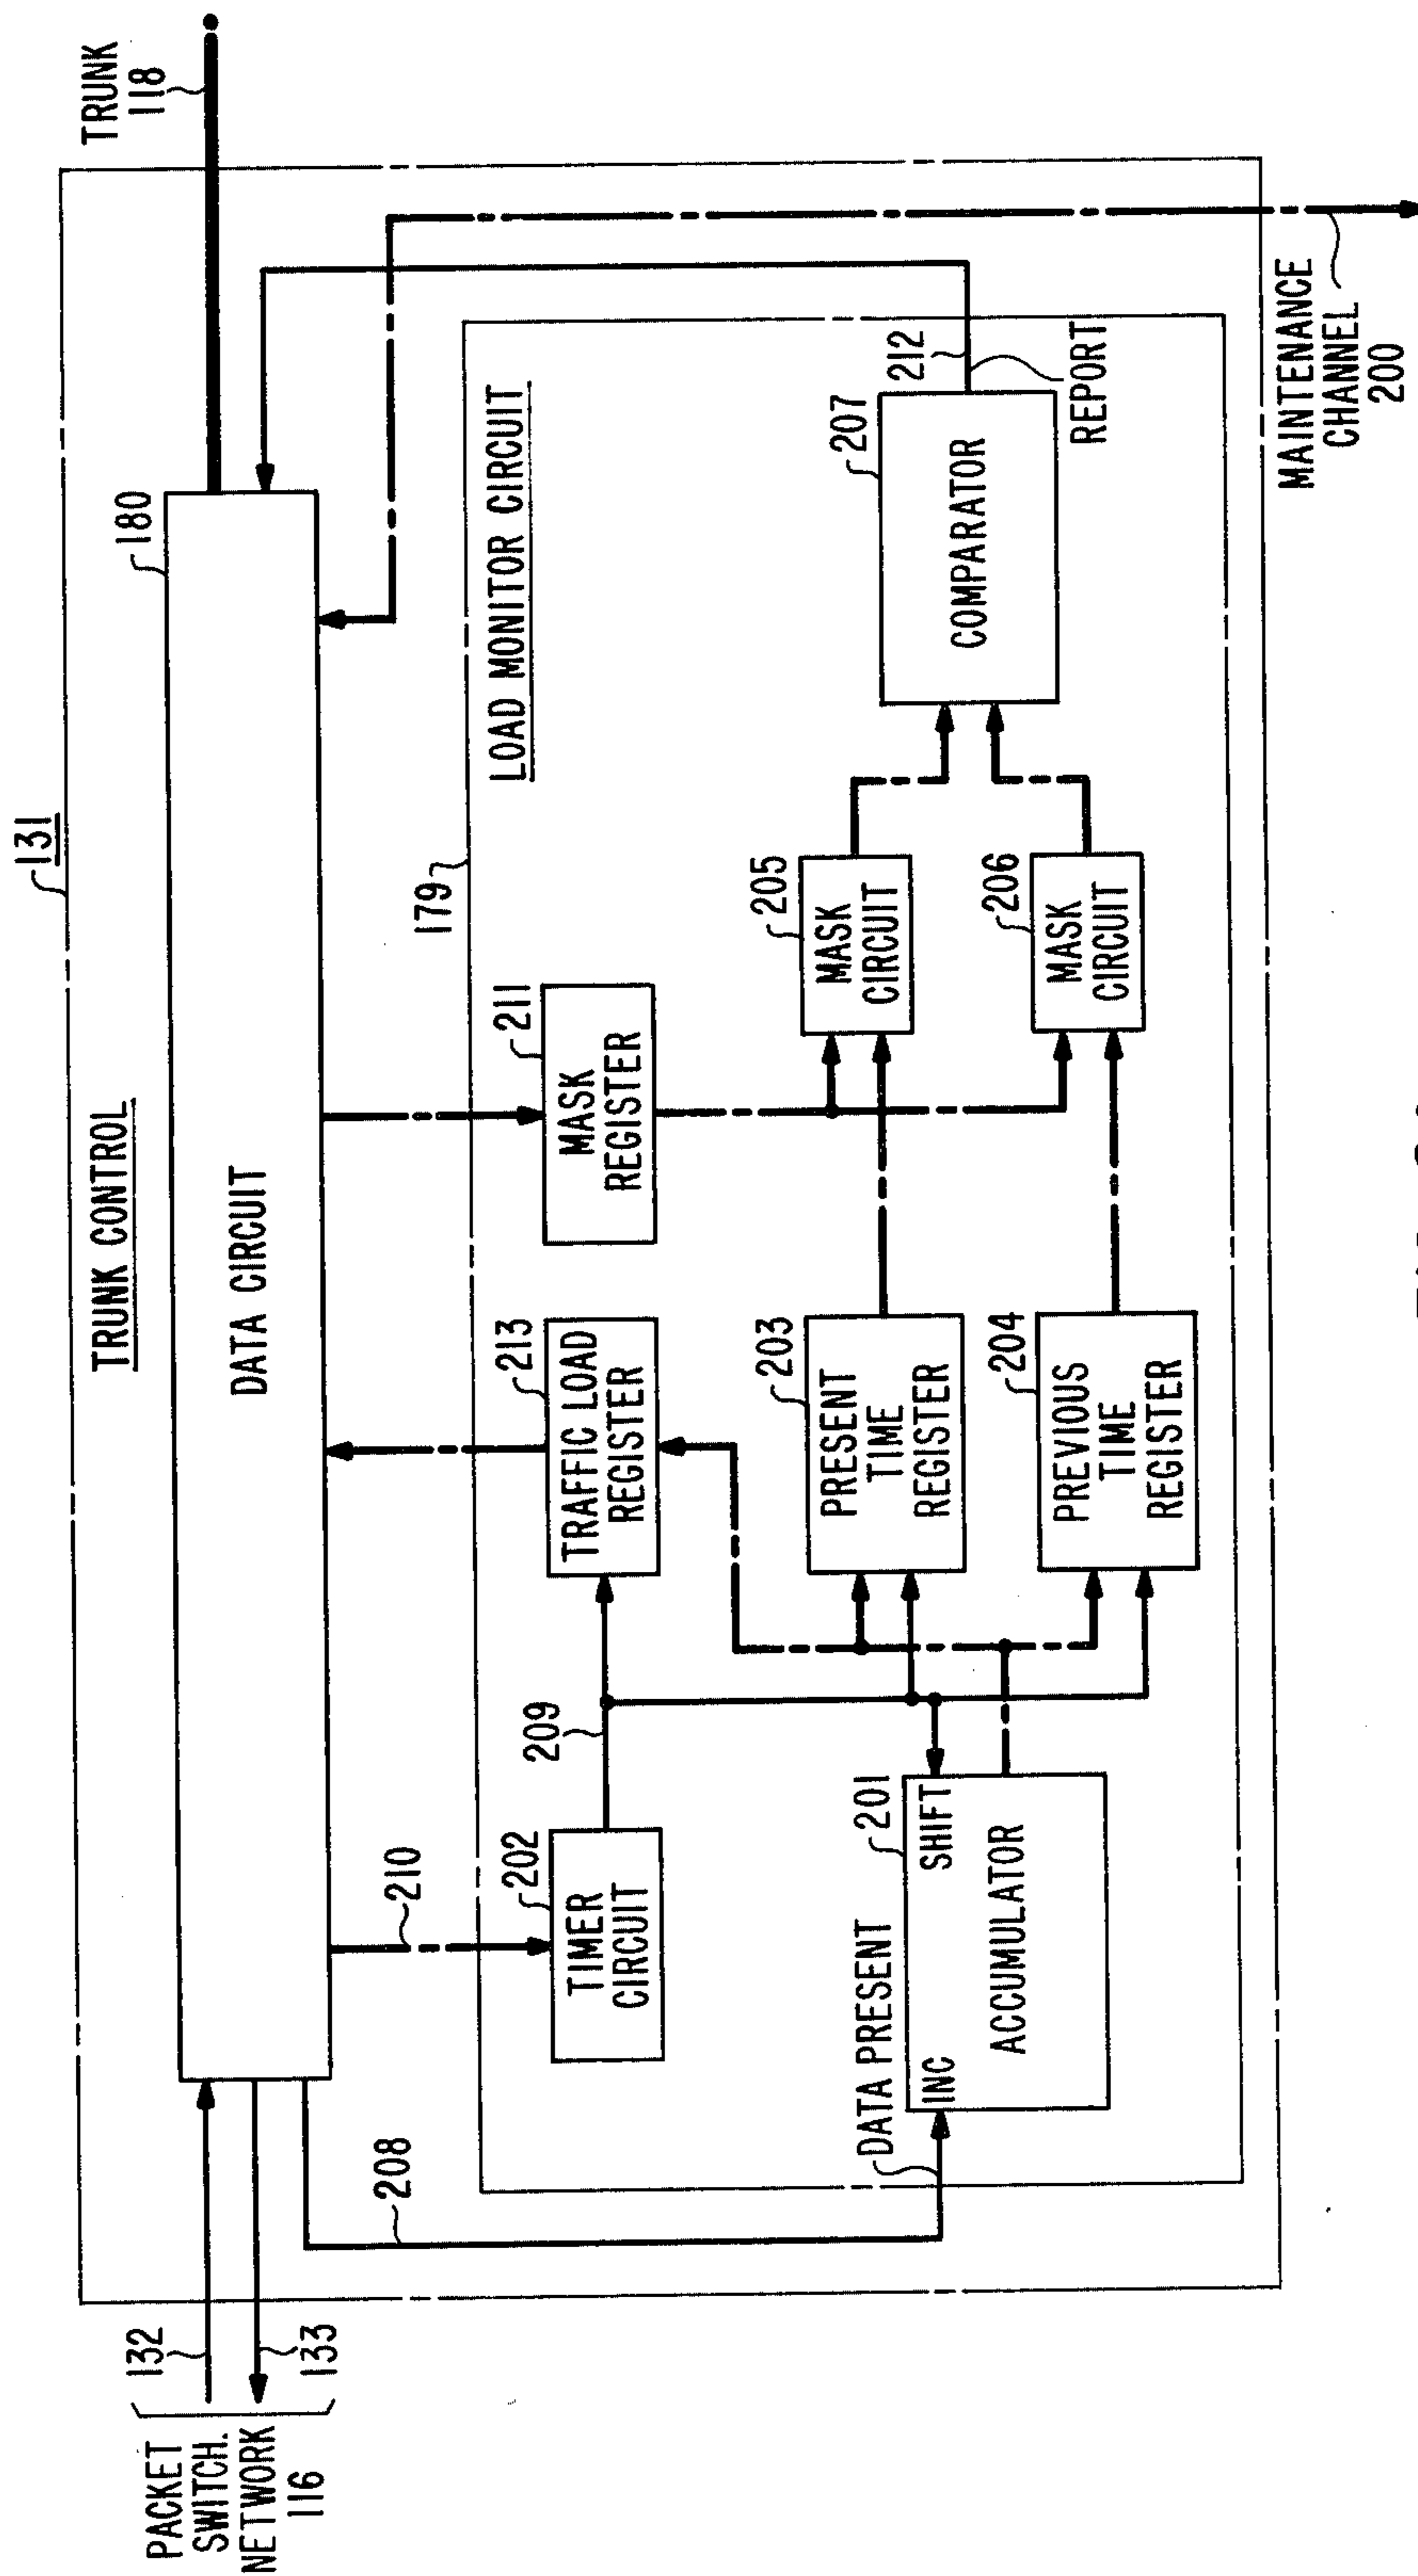 131
TRUNK CONTROL
TRUNK
118
180
DATA CIRCUIT
PACKET
SWITCH.
NETWORK
116
132
133
208
210
179
LOAD MONITOR CIRCUIT
202
TIMER
CIRCUIT
209
213
TRAFFIC LOAD
REGISTER
211
MASK
REGISTER
DATA PRESENT
201
INC
SHIFT
ACCUMULATOR
203
PRESENT
TIME
REGISTER
204
PREVIOUS
TIME
REGISTER
205
MASK
CIRCUIT
206
MASK
CIRCUIT
207
COMPARATOR
212
REPORT
MAINTENANCE
CHANNEL
200